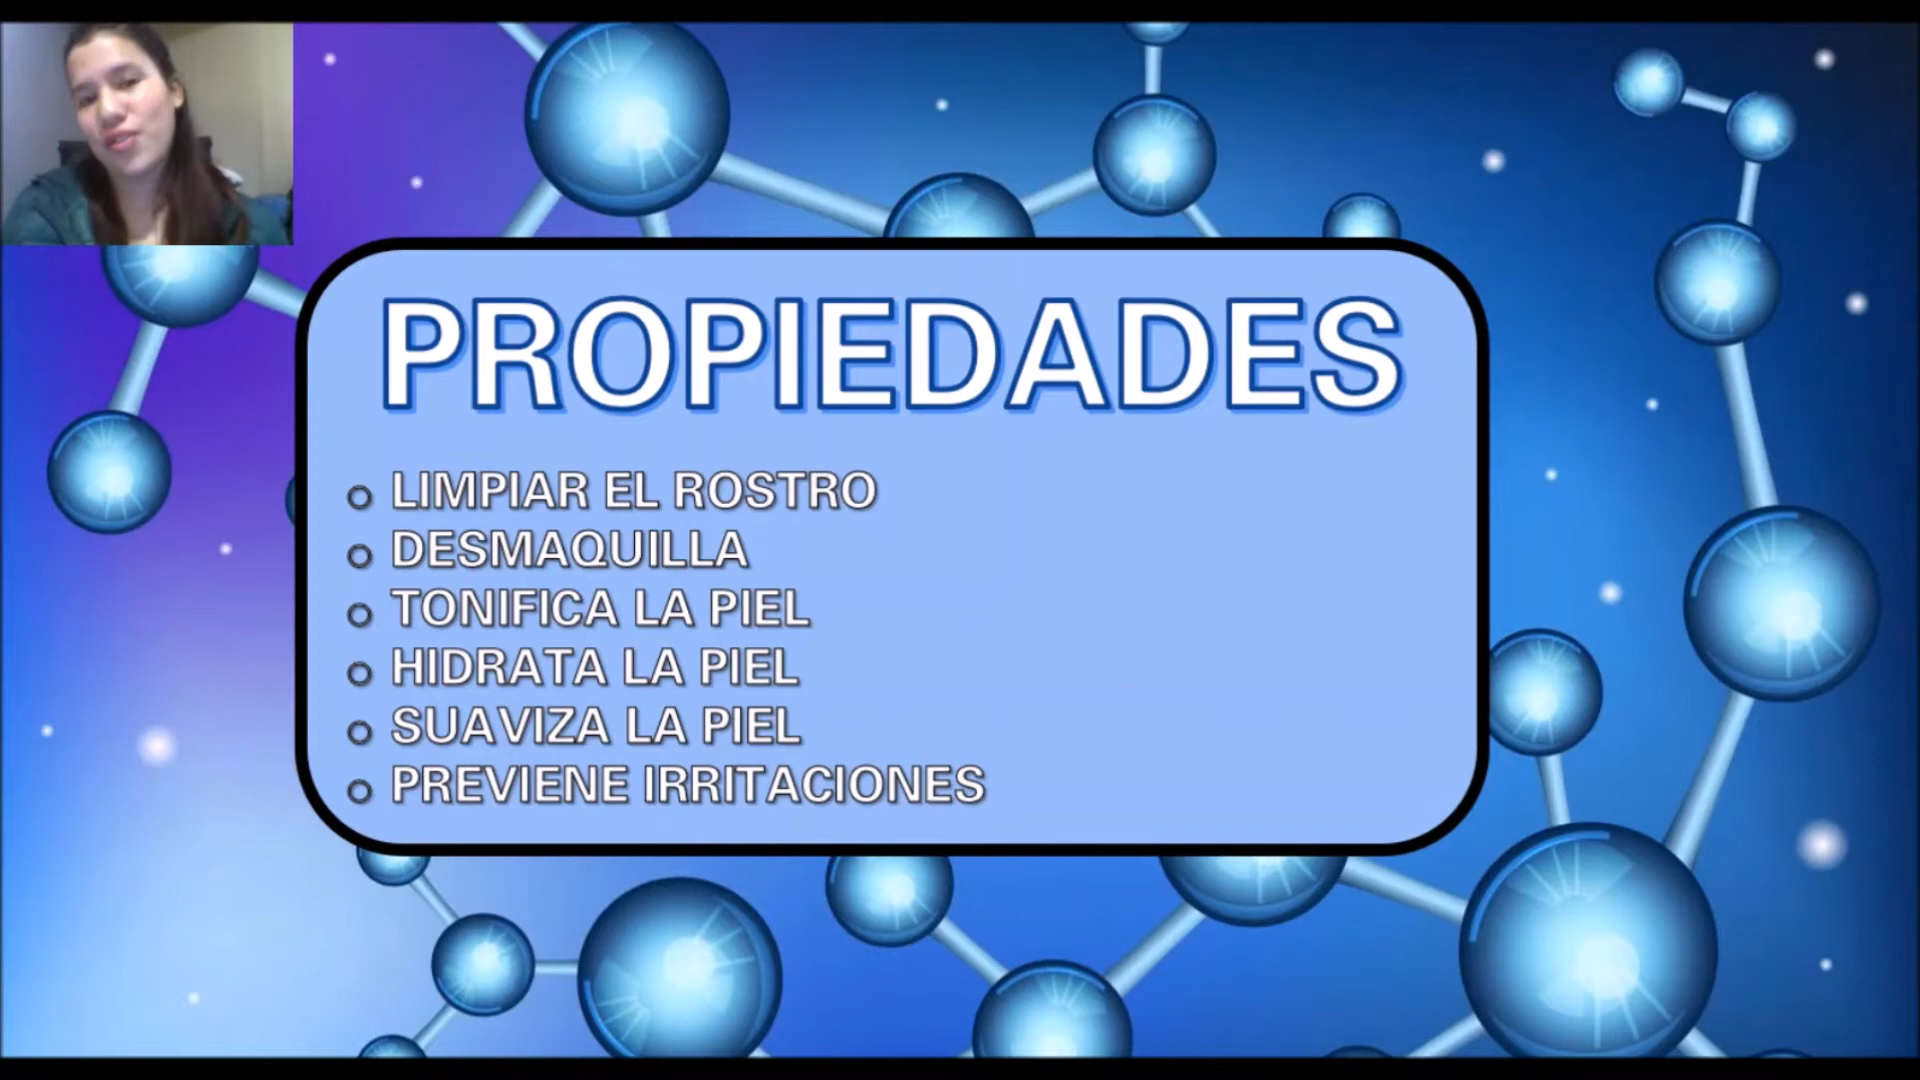 PROPIEDADES
LIMPIAR EL ROSTRO
DESMAQUILLA
TONIFICA LA PIEL
HIDRATA LA PIEL
SUAVIZA LA PIEL
PREVIENE IRRITACIONES